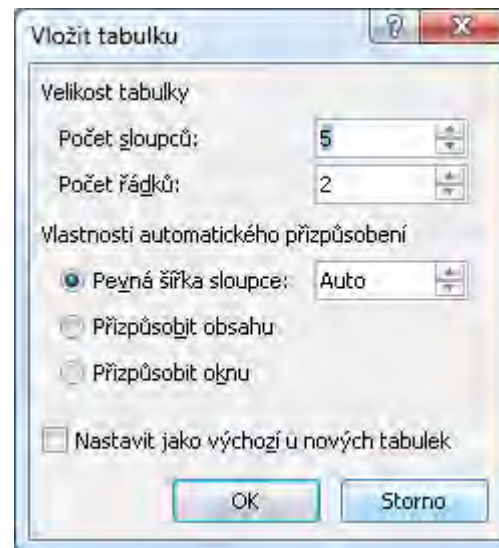 Vložit tabulku
Velikost tabulky
Počet sloupců: 5
Počet řádků: 2
Vlastnosti automatického přizpůsobení
Pevná šířka sloupce: Auto
Přizpůsobit obsahu
Přizpůsobit oknu
Nastavit jako výchozí u nových tabulek
OK Storno